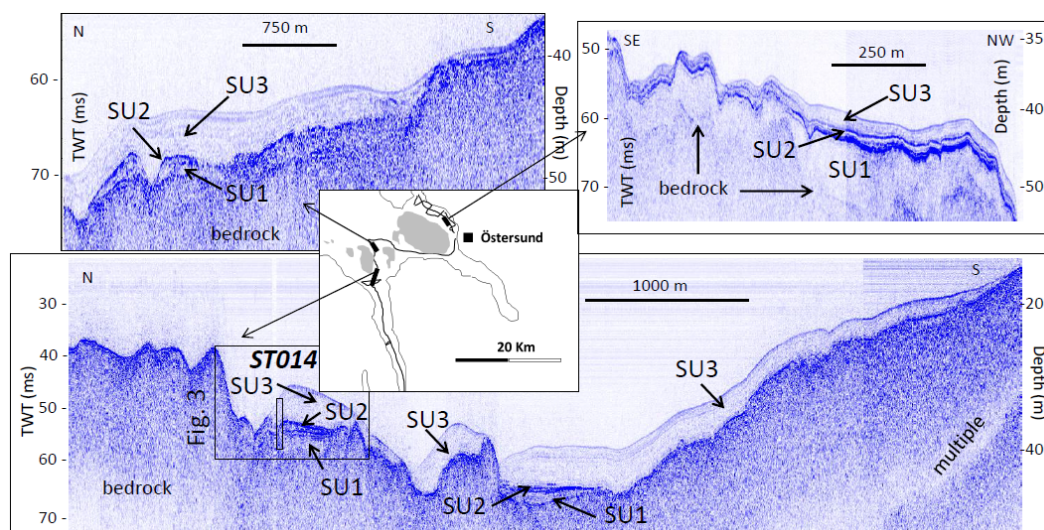 N
750 m
S
60 -
70 -
TWT (ms)
-40
-50
Depth (m)
SU2
SU3
SU1
bedrock
50 -
60 -
70 -
TWT (ms)
SE
NW
-35
-40
-50
Depth (m)
250 m
SU3
SU2
SU1
bedrock
Östersund
20 Km
N
1000 m
S
30 -
40 -
50 -
60 -
70 -
TWT (ms)
-20
-40
Depth (m)
ST014
Fig. 3
SU3
SU2
SU1
SU3
SU3
SU2
SU1
bedrock
multiple